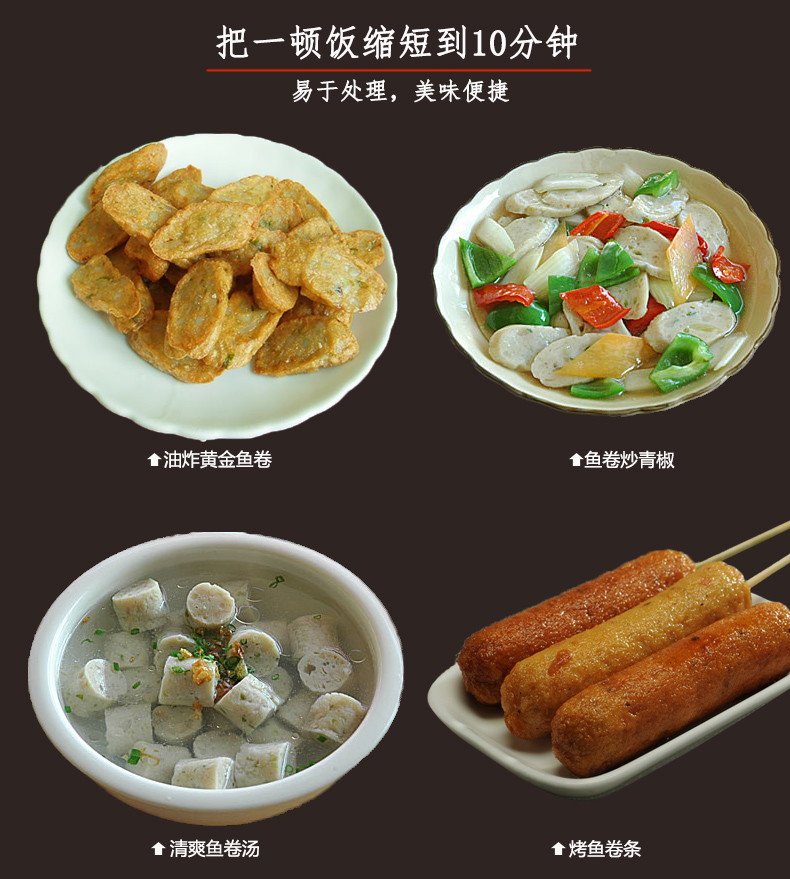 把一顿饭缩短到10分钟
易于处理，美味便捷
油炸黄金鱼卷
鱼卷炒青椒
清爽鱼卷汤
烤鱼卷条